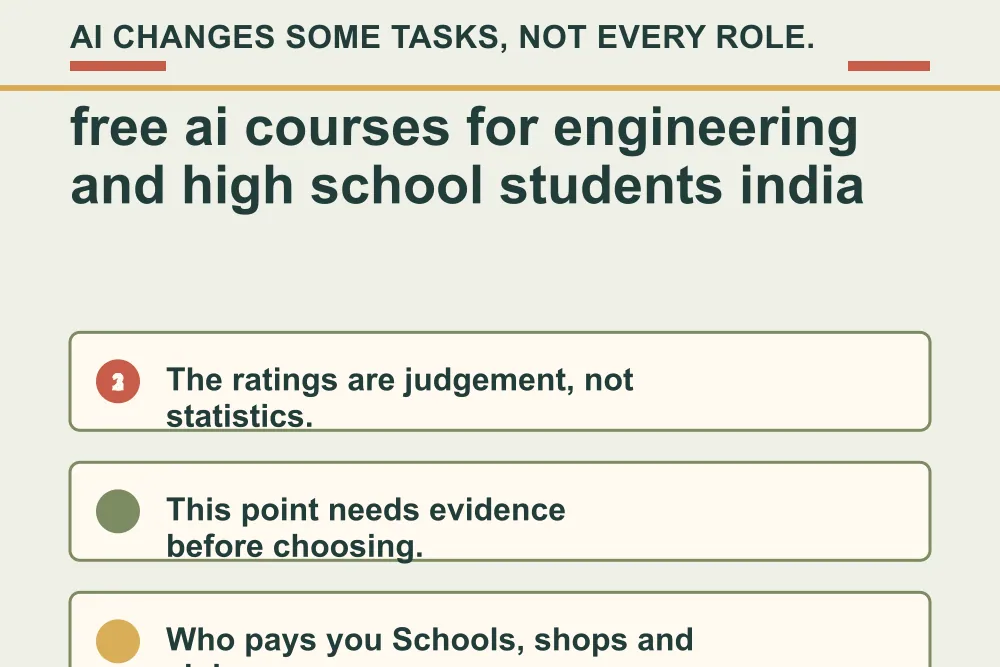 AI CHANGES SOME TASKS, NOT EVERY ROLE.
free ai courses for engineering
and high school students india
The ratings are judgement, not
statistics.
This point needs evidence
before choosing.
Who pays you Schools, shops and